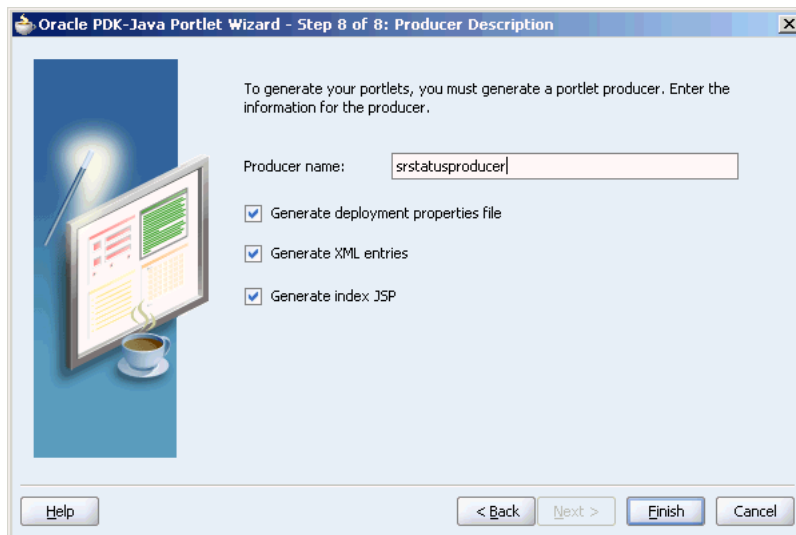 Oracle PDK-Java Portlet Wizard - Step 8 of 8: Producer Description
To generate your portlets, you must generate a portlet producer. Enter the
information for the producer.
Producer name: srstatusproducer
Generate deployment properties file
Generate XML entries
Generate index JSP
Help < Back Next > Finish Cancel